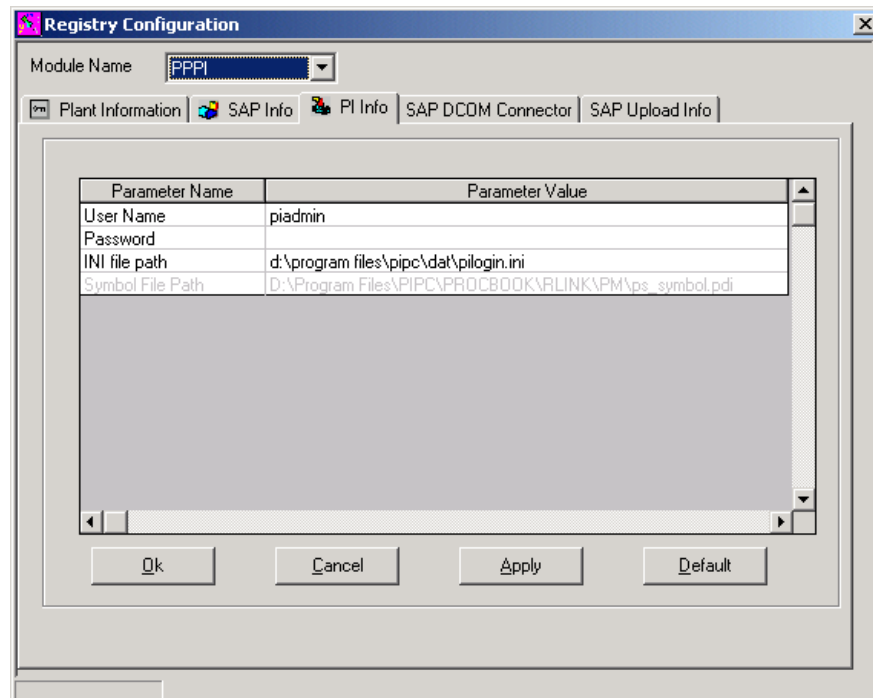 Registry Configuration
Module Name PPPI
Plant Information SAP Info PI Info SAP DCOM Connector SAP Upload Info
Parameter Name Parameter Value
User Name piadmin
Password
INI file path d:\program files\pipc\dat\pilogin.ini
Symbol File Path D:\Program Files\PIPC\PROCBOOK\RLINK\PM\ps_symbol.pdi
Ok Cancel Apply Default